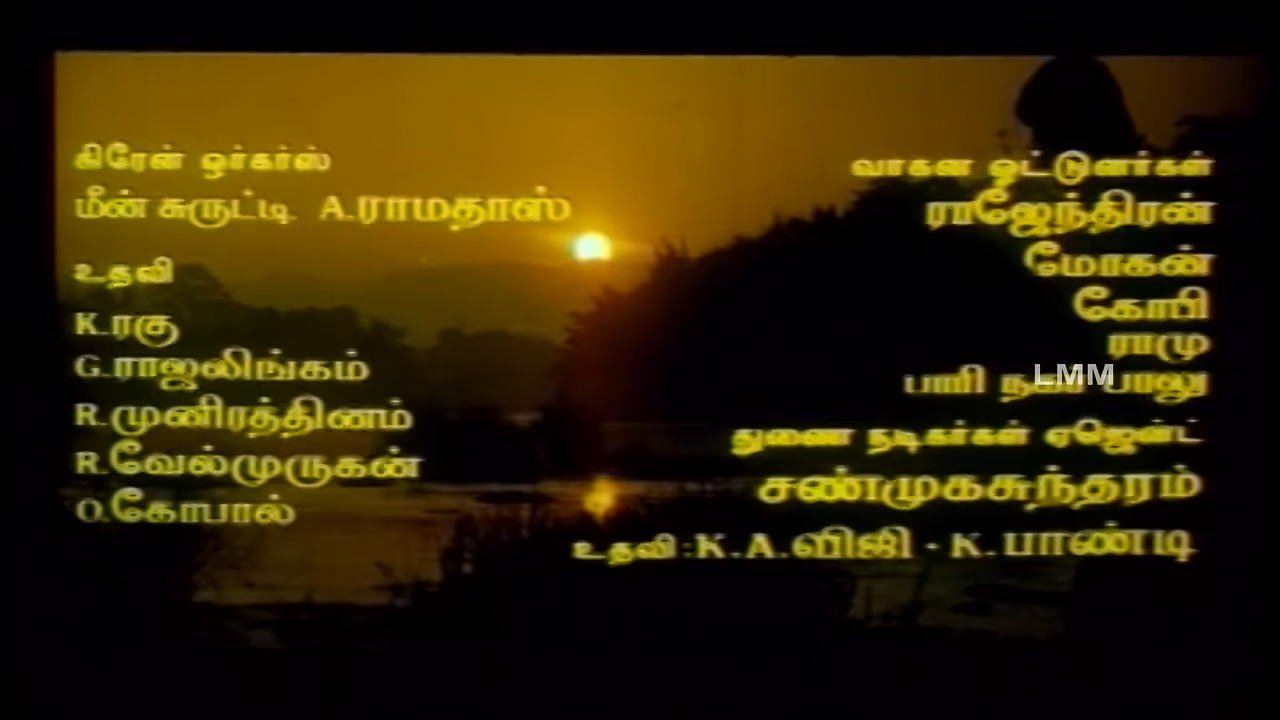 கிரேன் ஒர்கர்ஸ்
மீன் சுருட்டி A.ராமதாஸ்
உதவி
K.ரகு
G.ராஜலிங்கம்
R.முனிரத்தினம்
R.வேல்முருகன்
O.கோபால்
வாகன ஓட்டுனர்கள்
ராஜேந்திரன்
மோகன்
கோபி
ராமு
பாரி பாலு
LMM
துணை நடிகர்கள் ஏஜென்ட்
சண்முகசுந்தரம்
உதவி : K.A.விஜி - K.பாண்டி